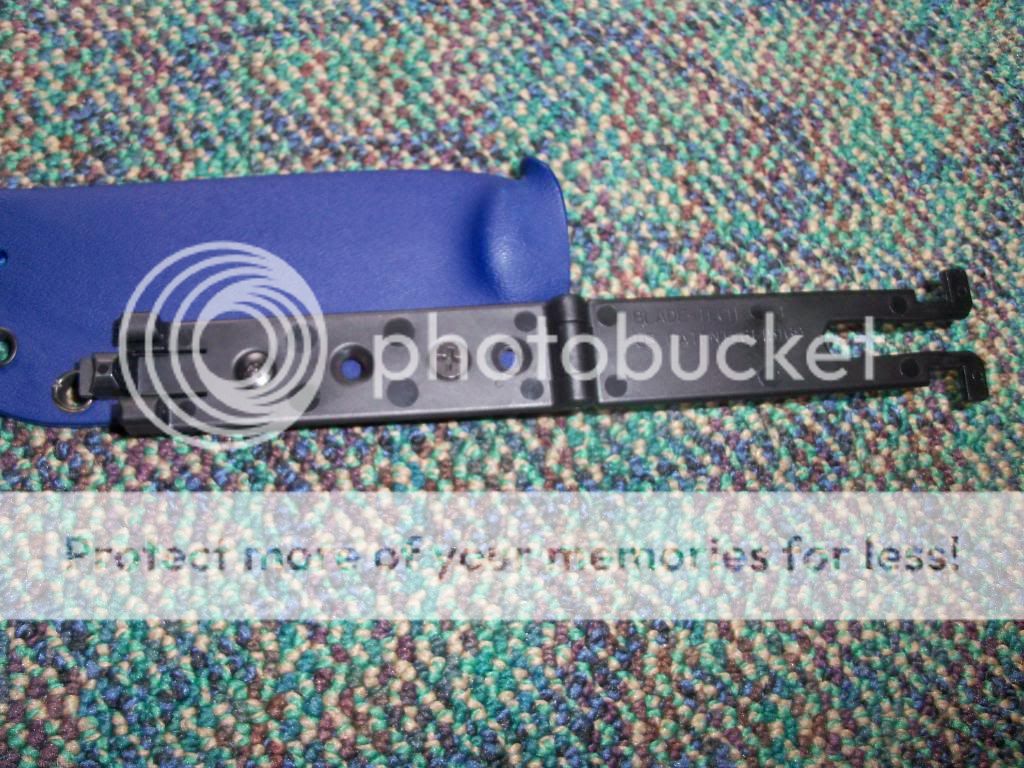 BLADE-TECH
photobucket
Protect more of your memories for less!